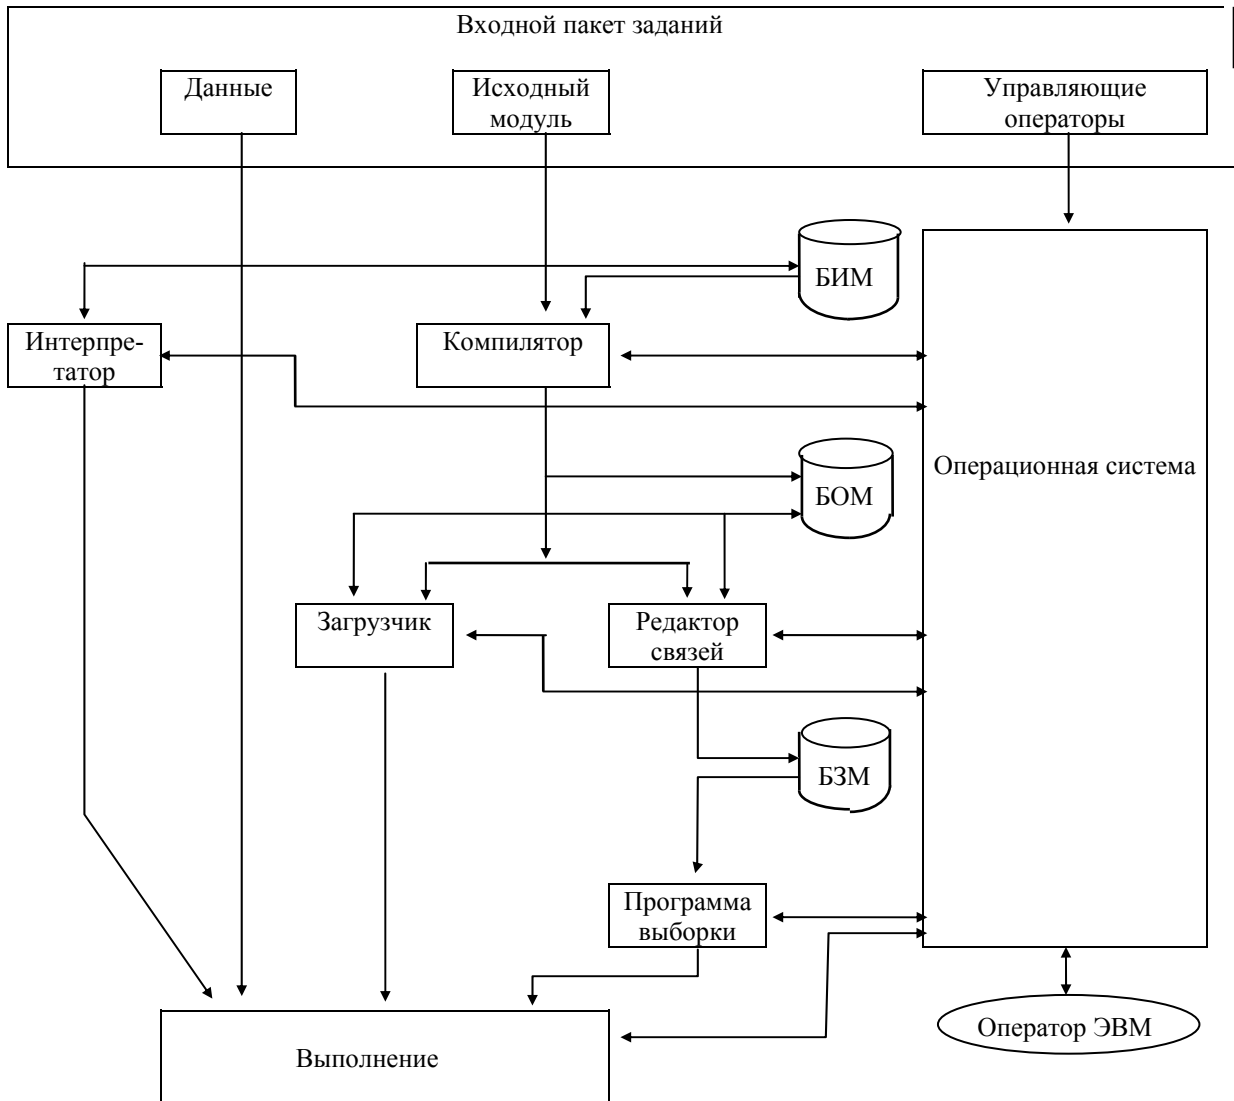 Входной пакет заданий
Данные
Исходный
модуль
Управляющие
операторы
БИМ
Интерпре-
татор
Компилятор
БОМ
Операционная система
Загрузчик
Редактор
связей
БЗМ
Программа
выборки
Оператор ЭВМ
Выполнение